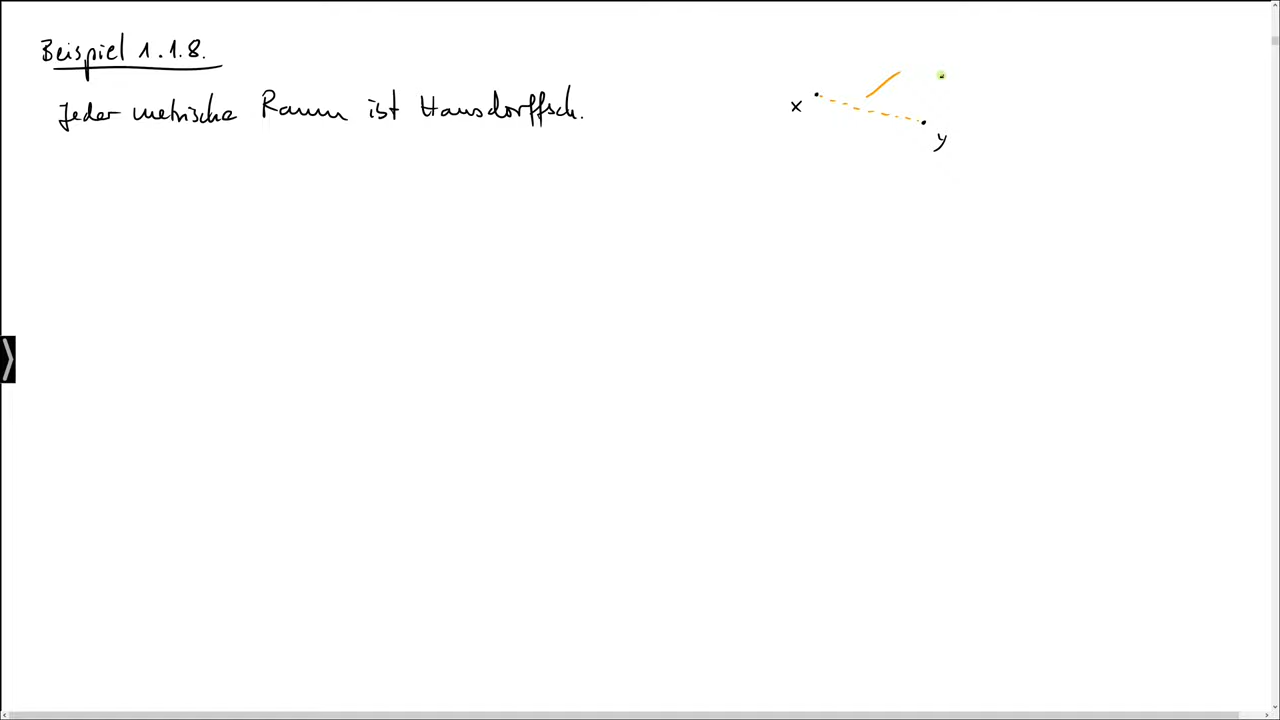 Beispiel 1.1.8.
Jeder metrische Raum ist Hausdorffsch.
x
y